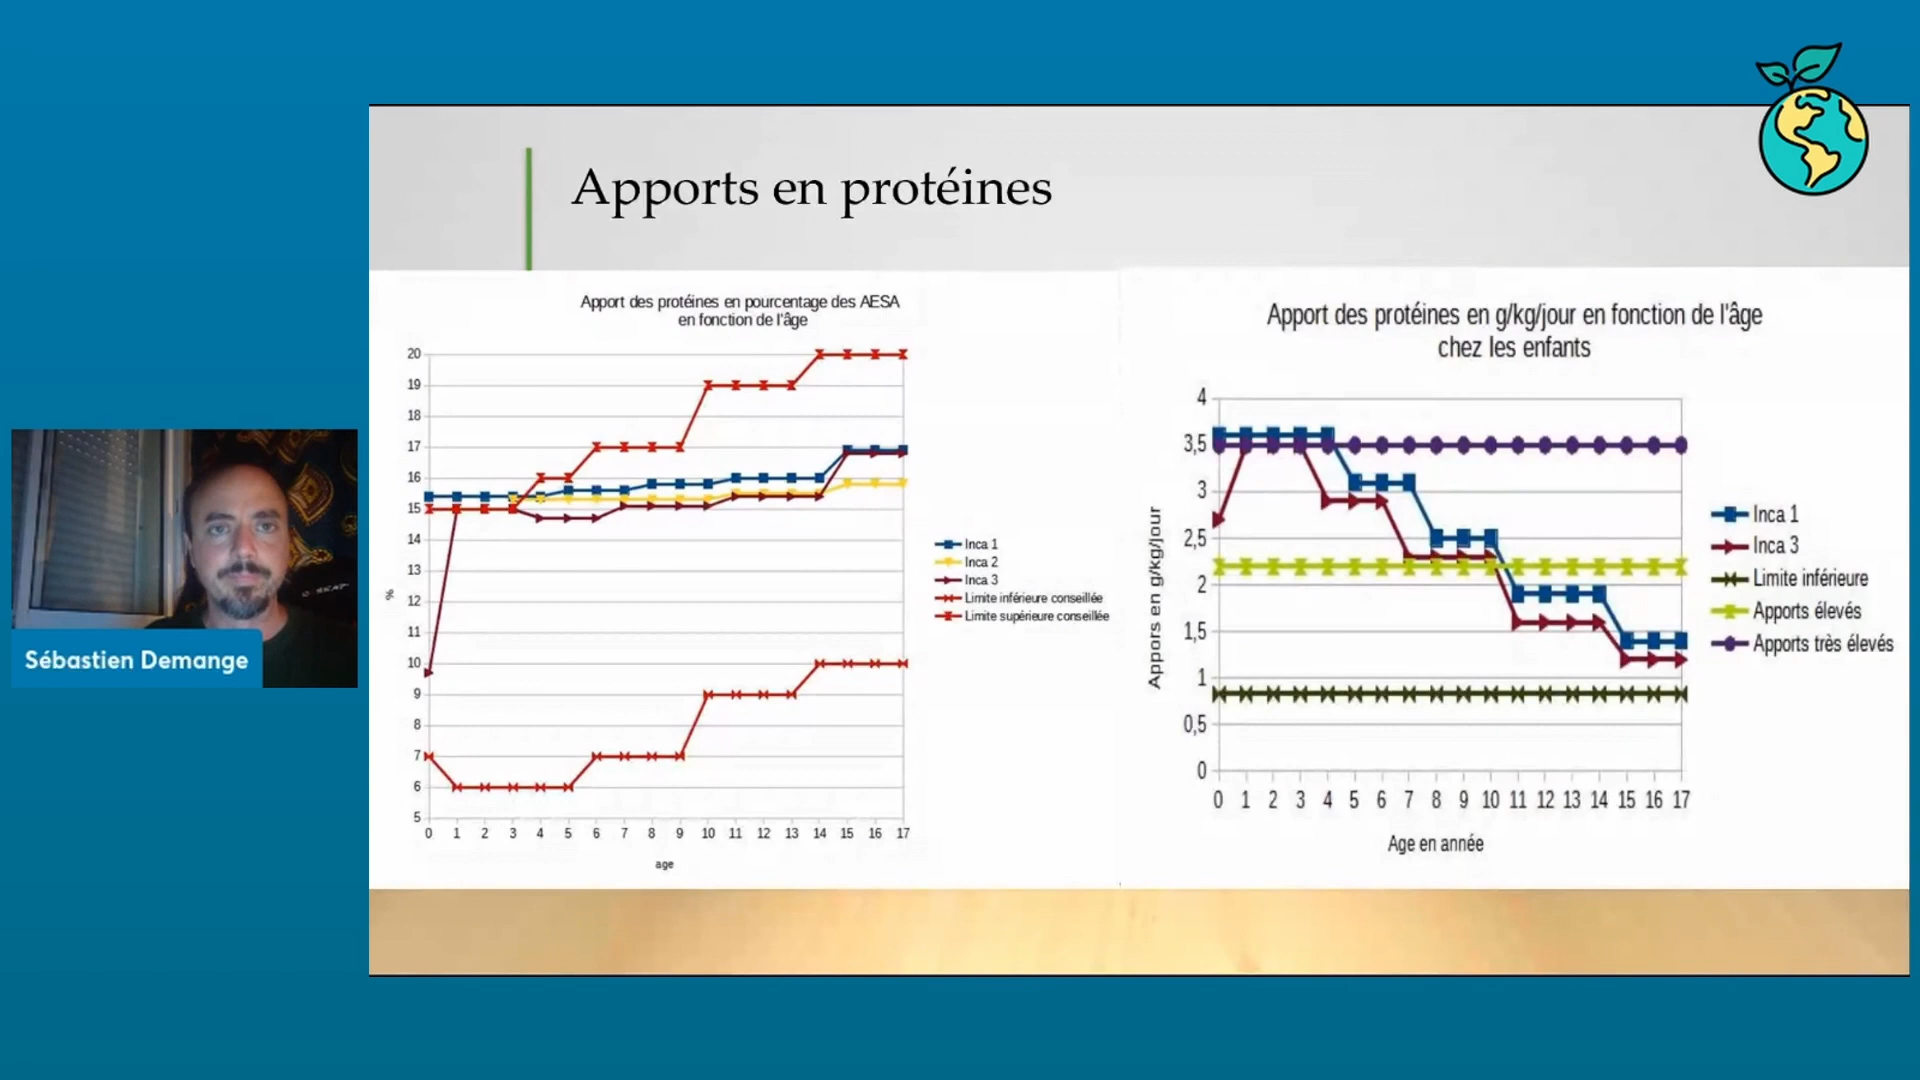 Apports en protéines
Apport des protéines en pourcentage des AESA
en fonction de l'âge
20
19
18
17
16
15
14
13
12
11
10
9
8
7
6
5
%
0 1 2 3 4 5 6 7 8 9 10 11 12 13 14 15 16 17
age
Inca 1
Inca 2
Inca 3
Limite inférieure conseillée
Limite supérieure conseillée
Apport des protéines en g/kg/jour en fonction de l'âge
chez les enfants
4
3,5
3
2,5
2
1,5
1
0,5
0
Appors en g/kg/jour
0 1 2 3 4 5 6 7 8 9 10 11 12 13 14 15 16 17
Age en année
Inca 1
Inca 3
Limite inférieure
Apports élevés
Apports très élevés
Sébastien Demange